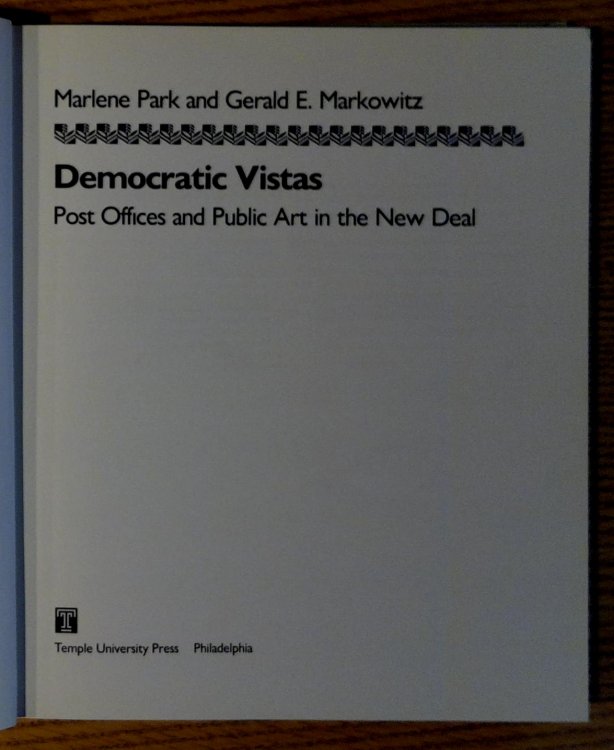 Marlene Park and Gerald E. Markowitz
Democratic Vistas
Post Offices and Public Art in the New Deal
T
Temple University Press Philadelphia